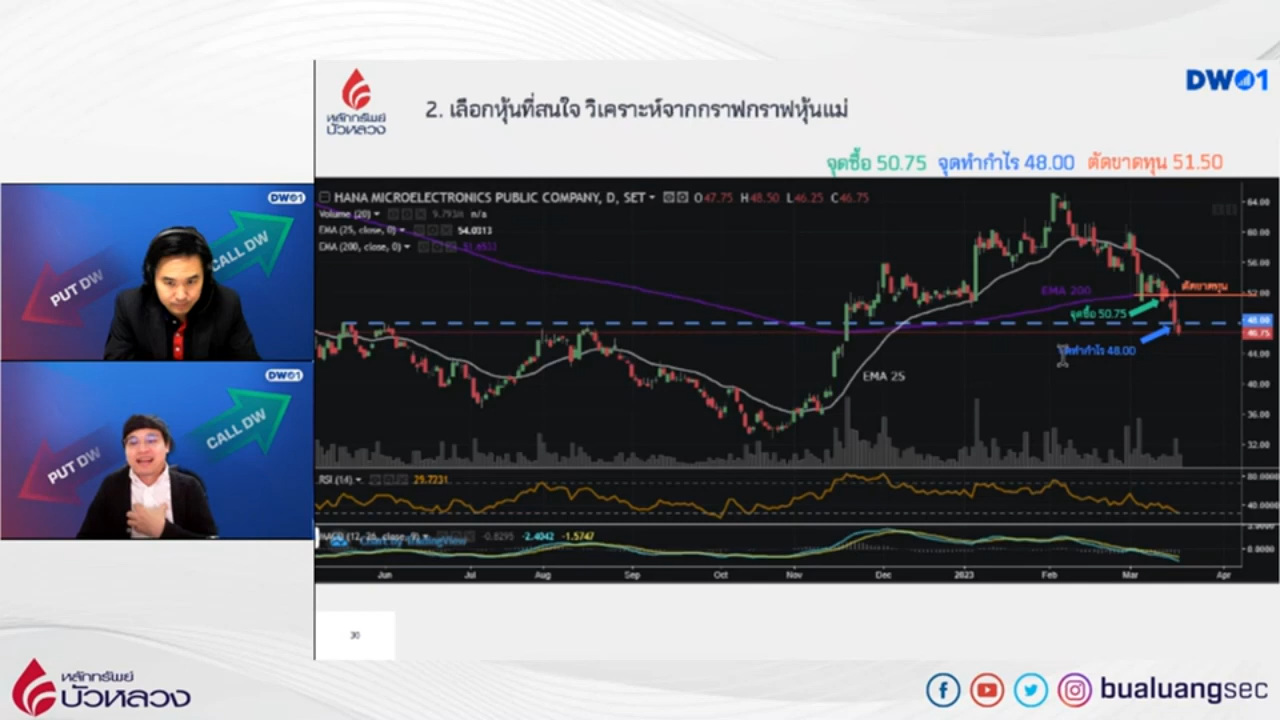 DW01
หลักทรัพย์
บัวหลวง
2. เลือกหุ้นที่สนใจ วิเคราะห์จากกราฟกราฟหุ้นแม่
จุดซื้อ 50.75 จุดทำกำไร 48.00 ตัดขาดทุน 51.50
HANA MICROELECTRONICS PUBLIC COMPANY, D, SET O47.75 H48.50 L46.25 C46.75
Volume (20) n/a
EMA (25, close, 0) 54.0313
EMA (200, close, 0)
64.00
60.00
56.00
52.00
48.00
46.75
44.00
40.00
36.00
32.00
EMA 200
ตัดขาดทุน
จุดซื้อ 50.75
ทำกำไร 48.00
EMA 25
RSI (14) 29.7231
80.0000
40.0000
MACD (12, 26, close, 9) -0.8295 -2.4042 -1.5747
0.0000
Jun Jul Aug Sep Oct Nov Dec 2023 Feb Mar Apr
30
DW01
PUT DW
CALL DW
DW01
PUT DW
CALL DW
หลักทรัพย์
บัวหลวง
bualuangsec